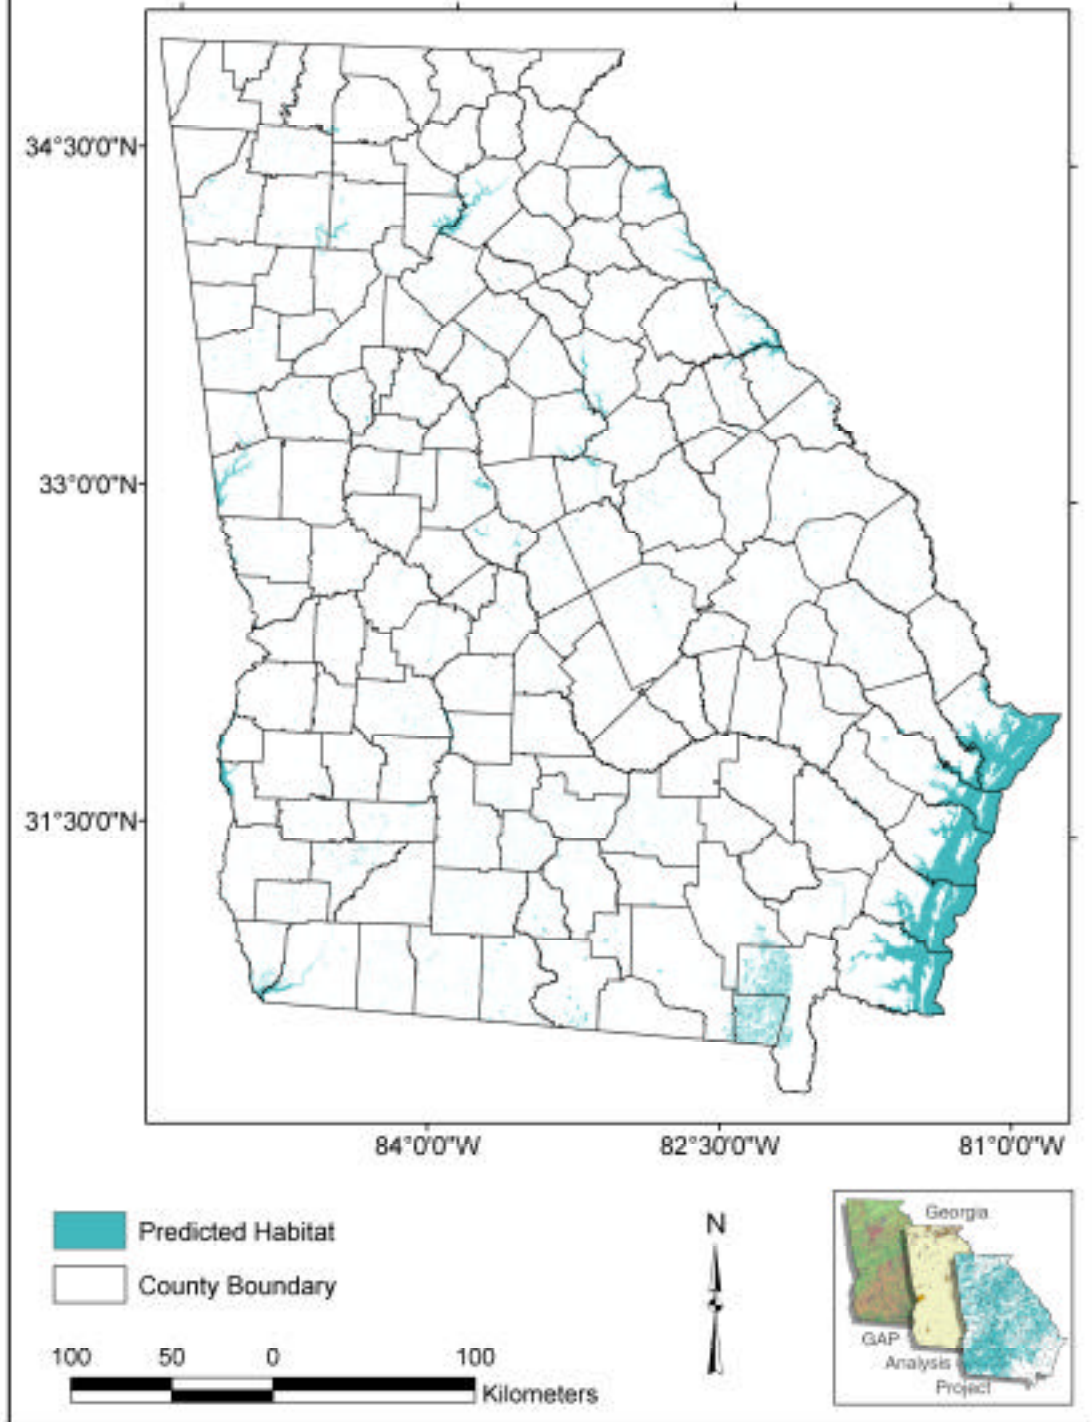 34°30'0"N
33°0'0"N
31°30'0"N
84°0'0"W 82°30'0"W 81°0'0"W
Predicted Habitat
County Boundary
N
100 50 0 100
Kilometers
Georgia
GAP
Analysis
Project